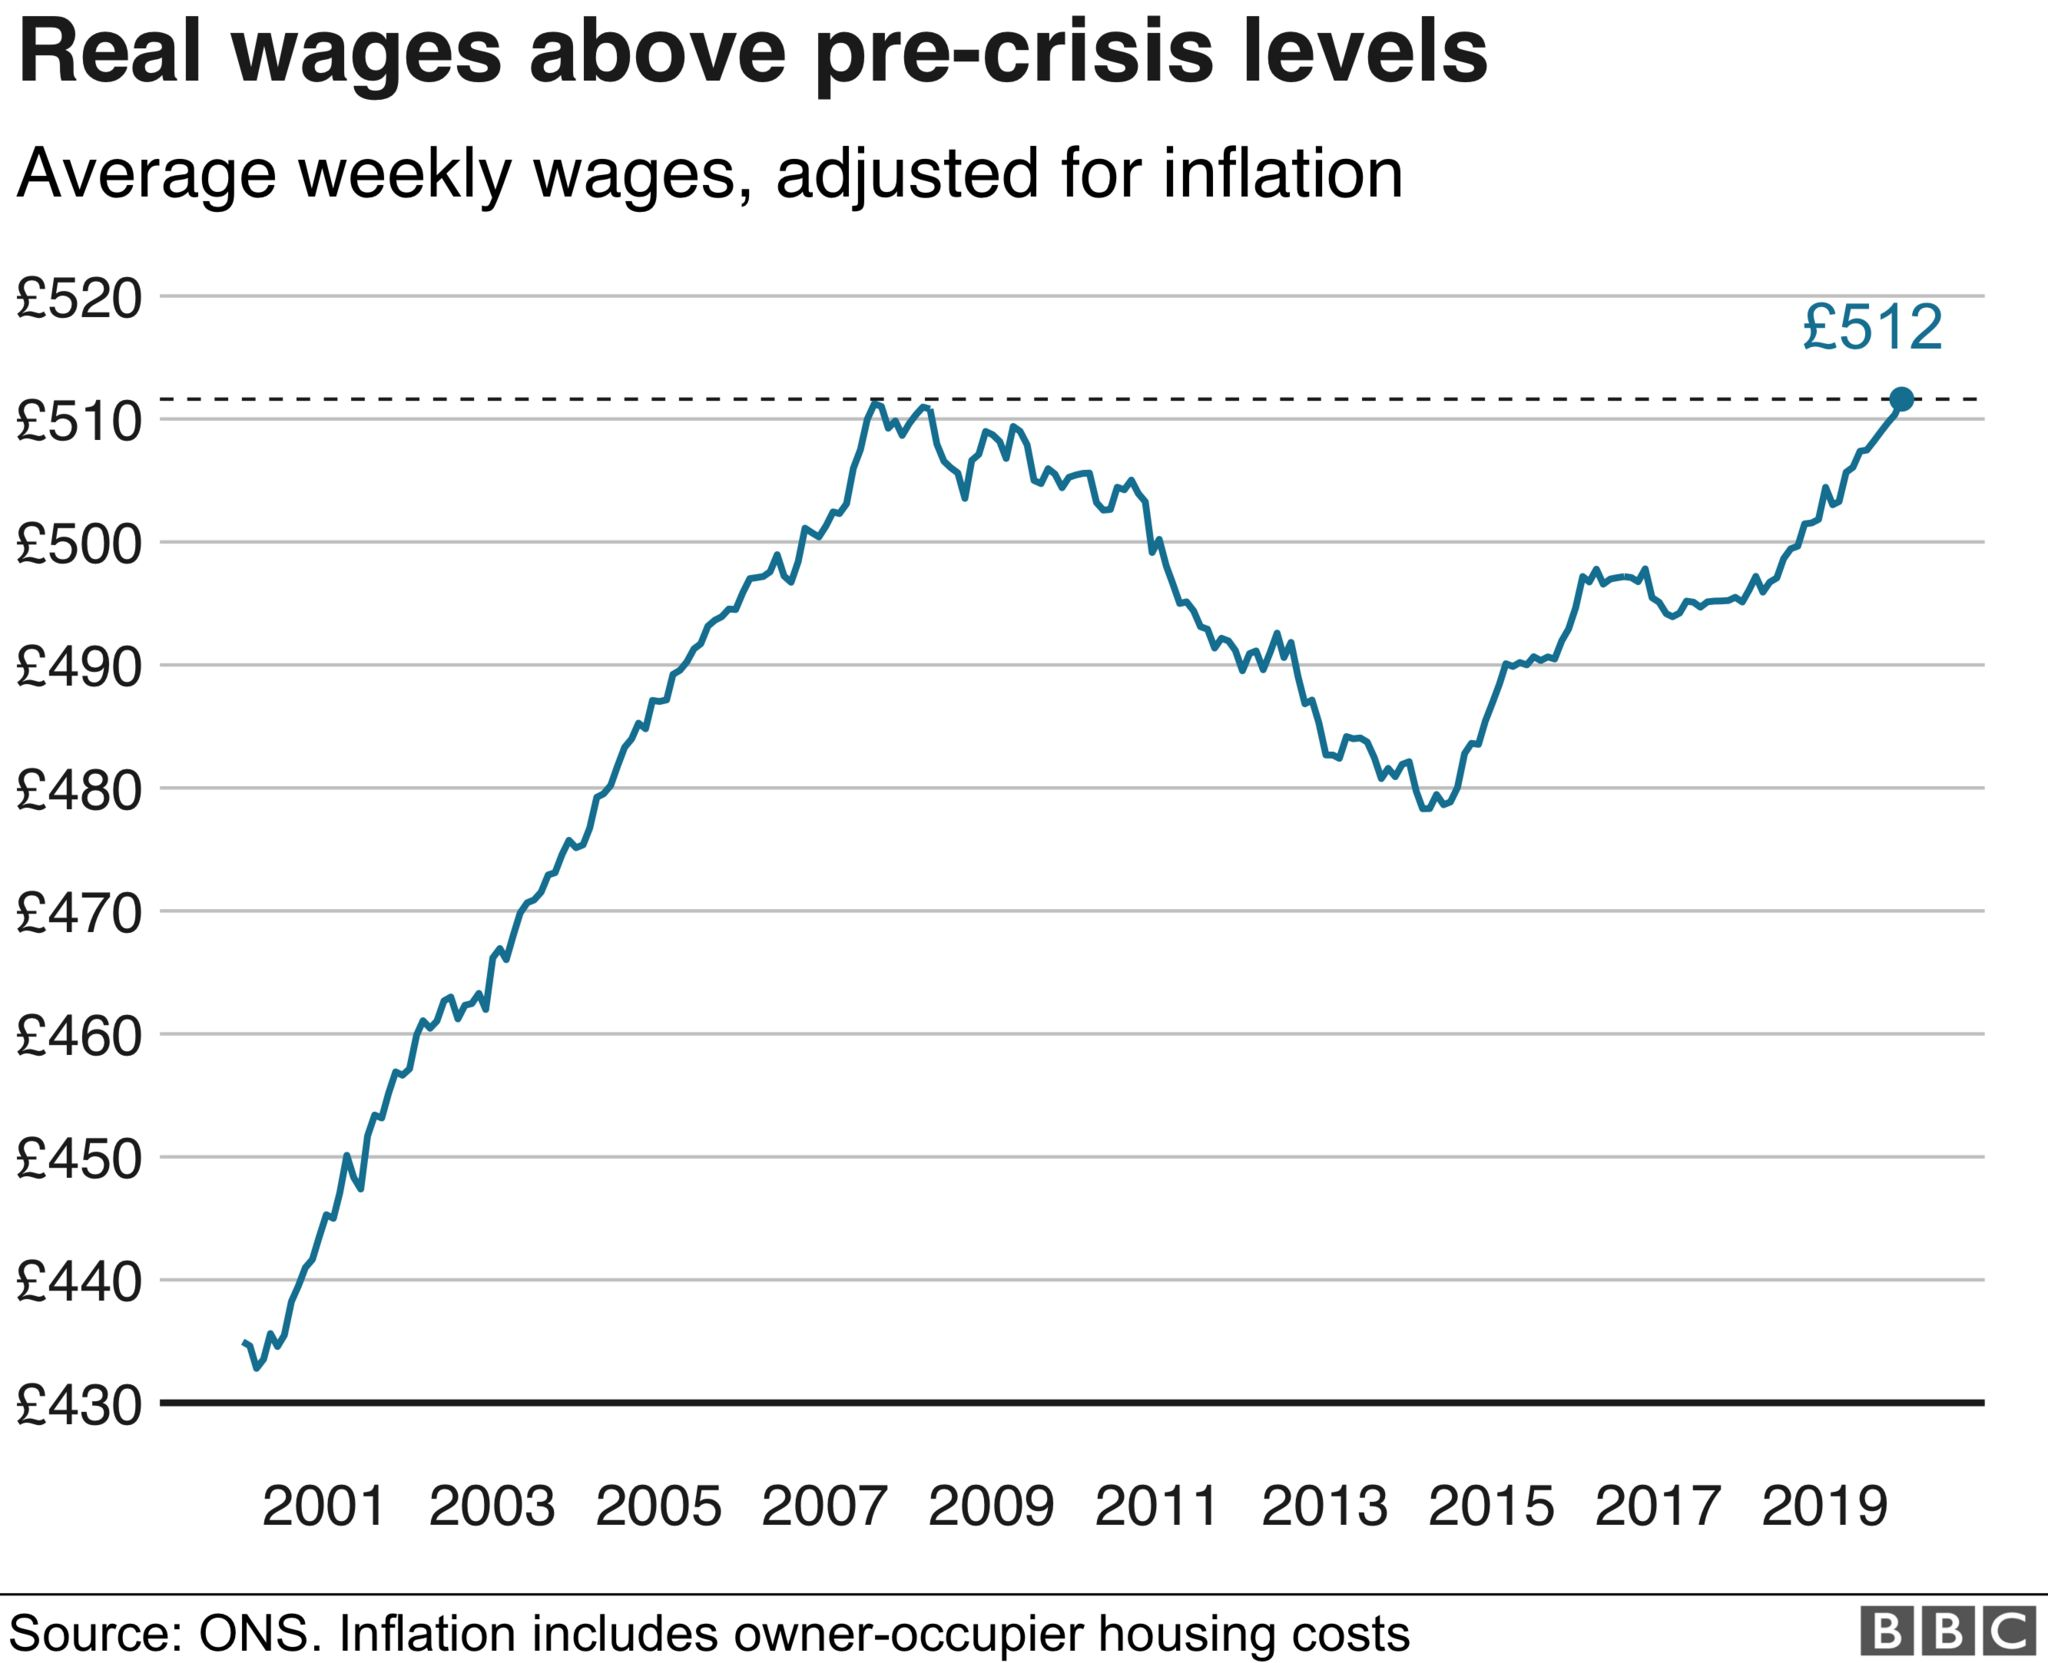 Real wages above pre-crisis levels
Average weekly wages, adjusted for inflation
£520
£512
£510
£500
£490
£480
£470
£460
£450
£440
£430
2001 2003 2005 2007 2009 2011 2013 2015 2017 2019
Source: ONS. Inflation includes owner-occupier housing costs
BBC